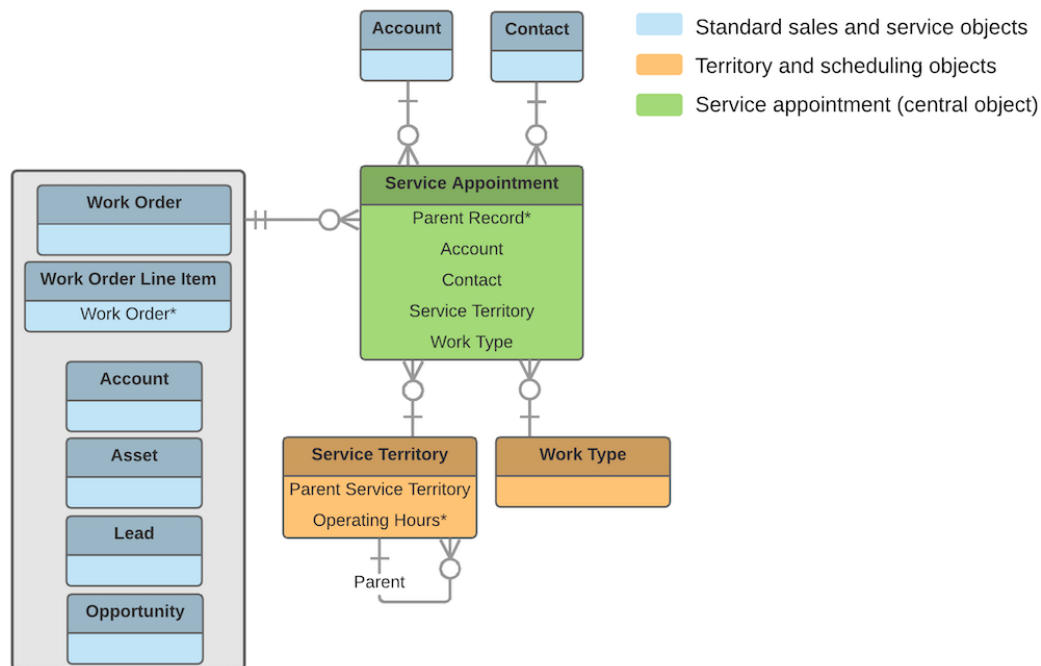 Account
Contact
Standard sales and service objects
Territory and scheduling objects
Service appointment (central object)
Service Appointment
Parent Record*
Account
Contact
Service Territory
Work Type
Work Order
Work Order Line Item
Work Order*
Account
Asset
Lead
Opportunity
Service Territory
Parent Service Territory
Operating Hours*
Parent
Work Type